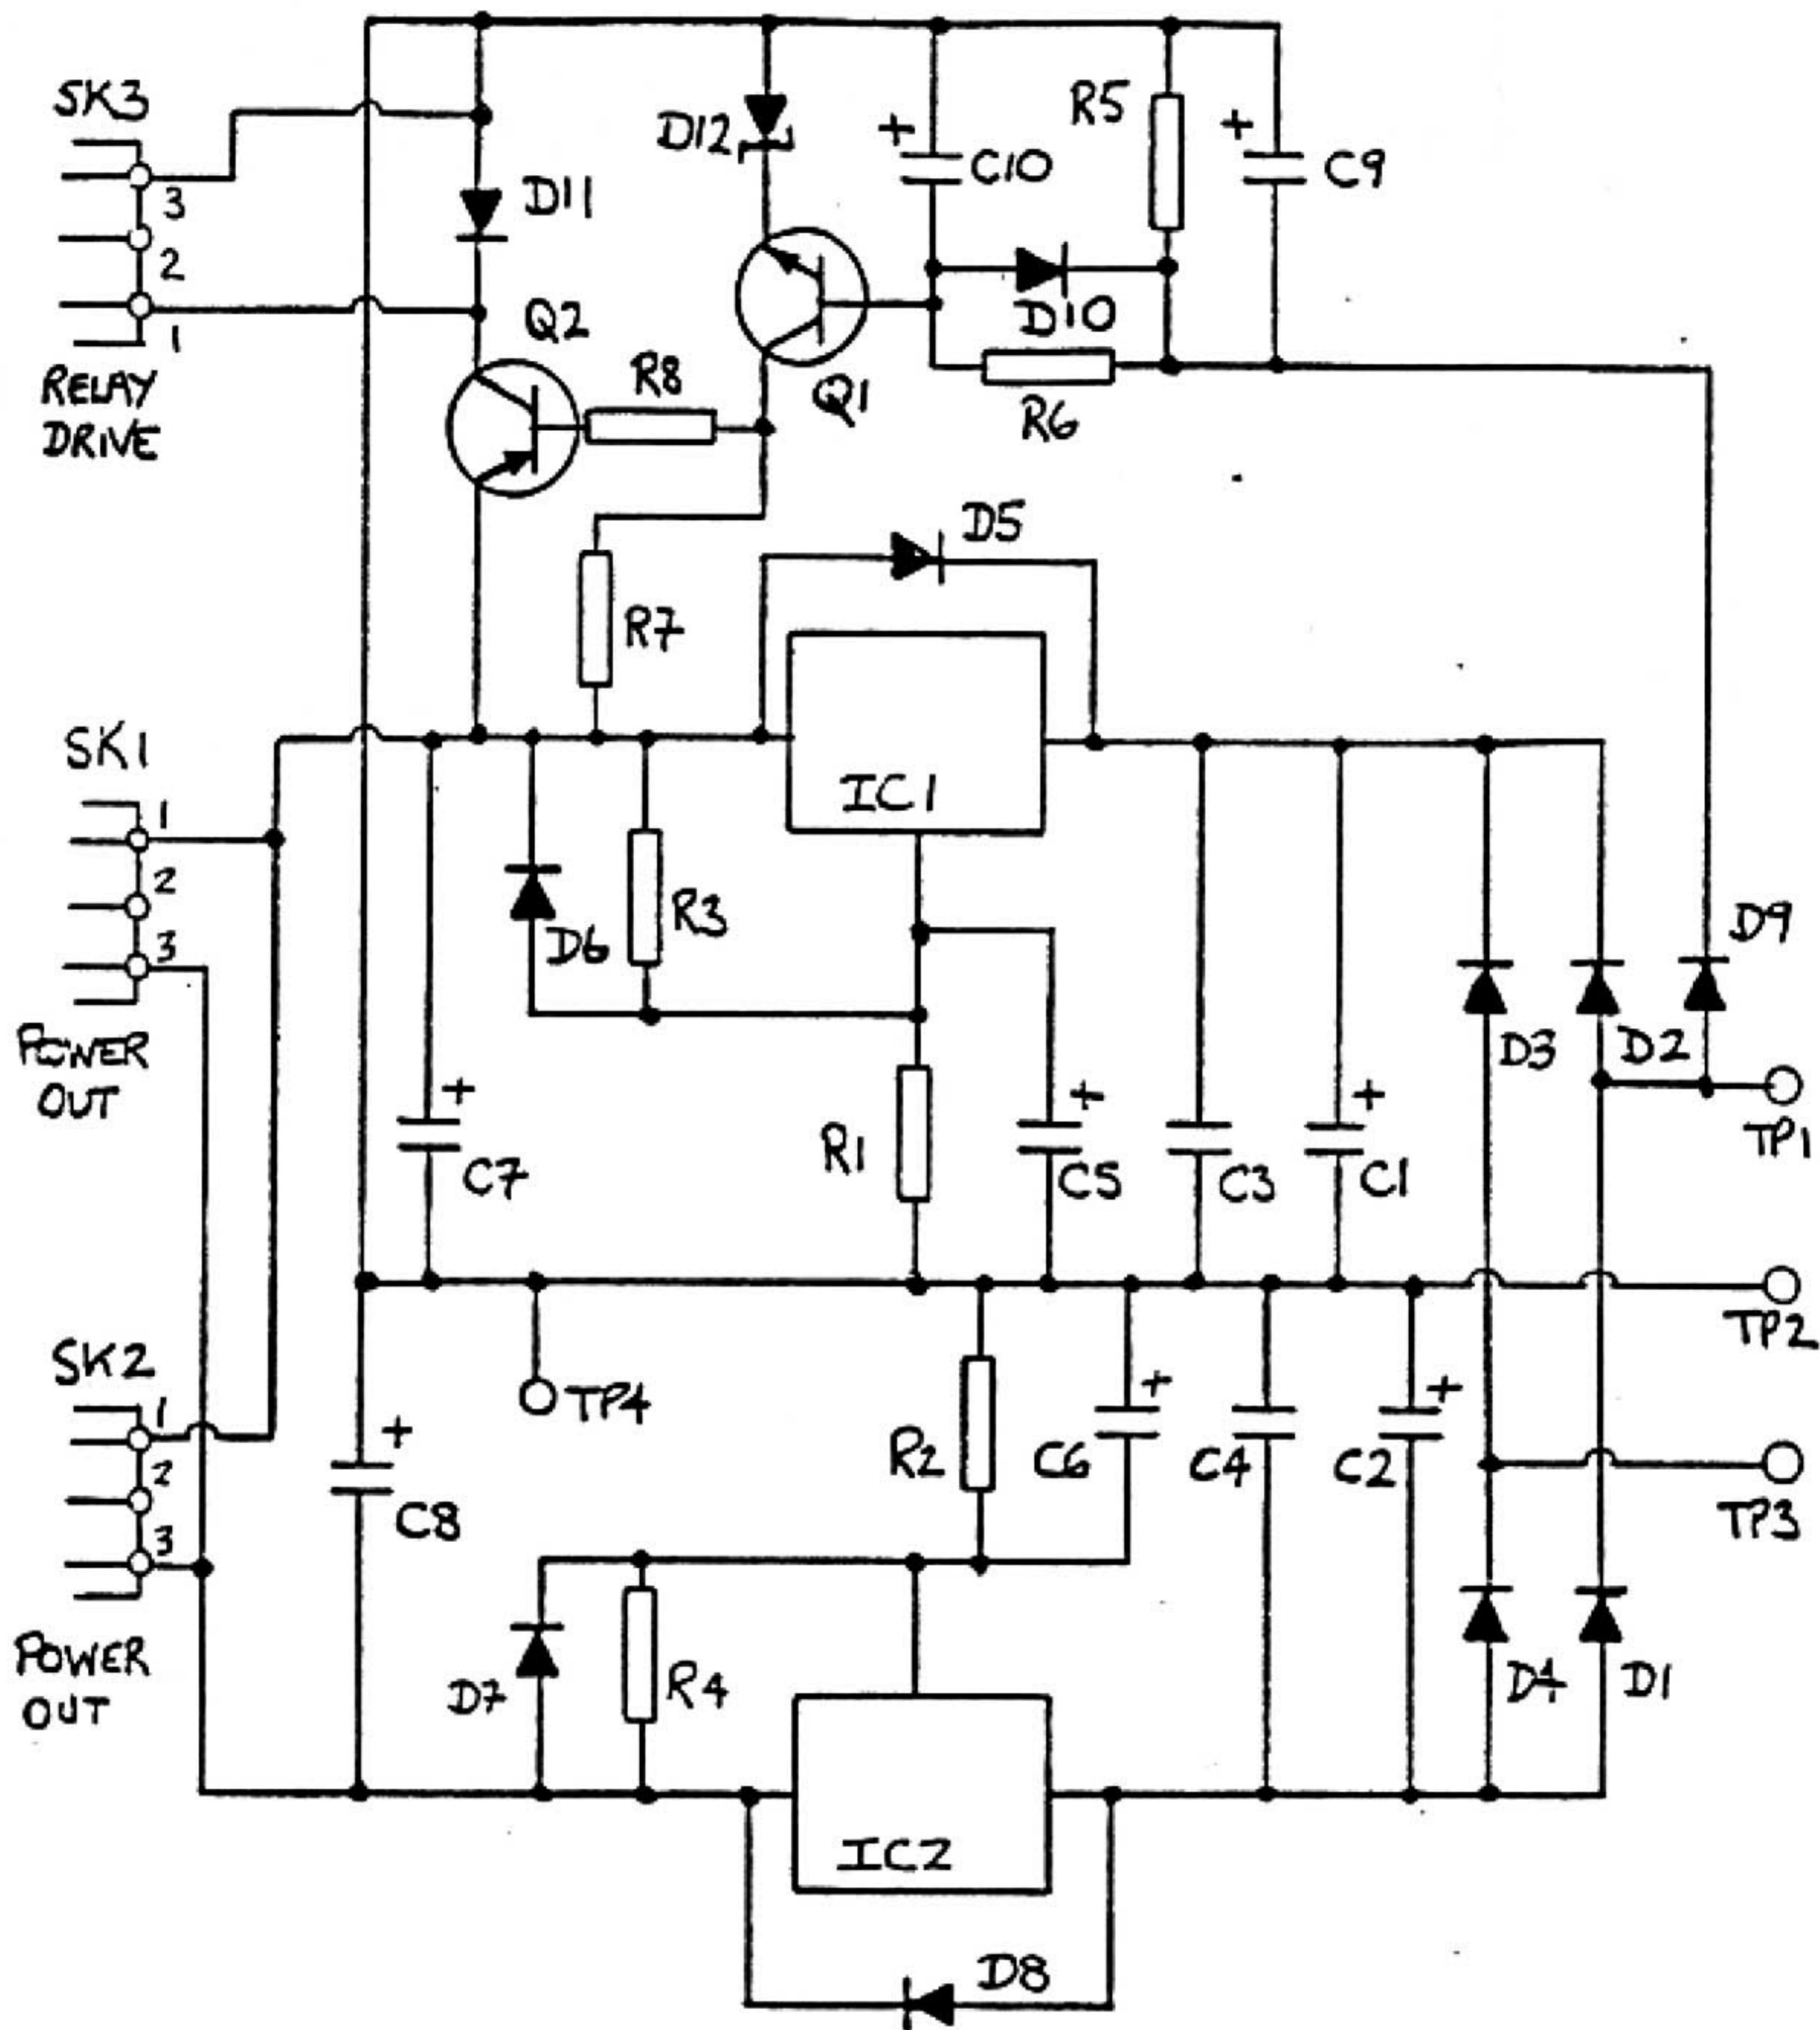 SK3
3
2
1
RELAY
DRIVE
D11
Q2
R8
D12
Q1
+
C10
D10
R6
R5
+
C9
R7
D5
IC1
SK1
1
2
3
POWER
OUT
D6
R3
+
C7
R1
+
C5
C3
+
C1
D3
D2
D9
TP1
TP2
TP3
SK2
1
2
3
POWER
OUT
+
C8
TP4
R2
+
C6
C4
+
C2
D7
R4
IC2
D4
D1
D8